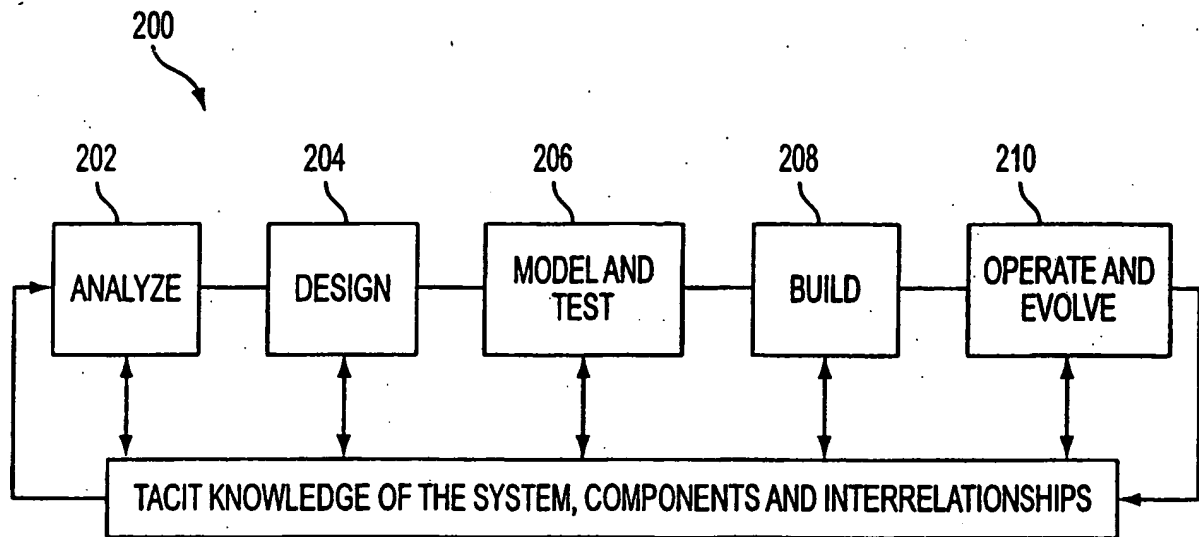 200
202
204
206
208
210
ANALYZE
DESIGN
MODEL AND
TEST
BUILD
OPERATE AND
EVOLVE
TACIT KNOWLEDGE OF THE SYSTEM, COMPONENTS AND INTERRELATIONSHIPS